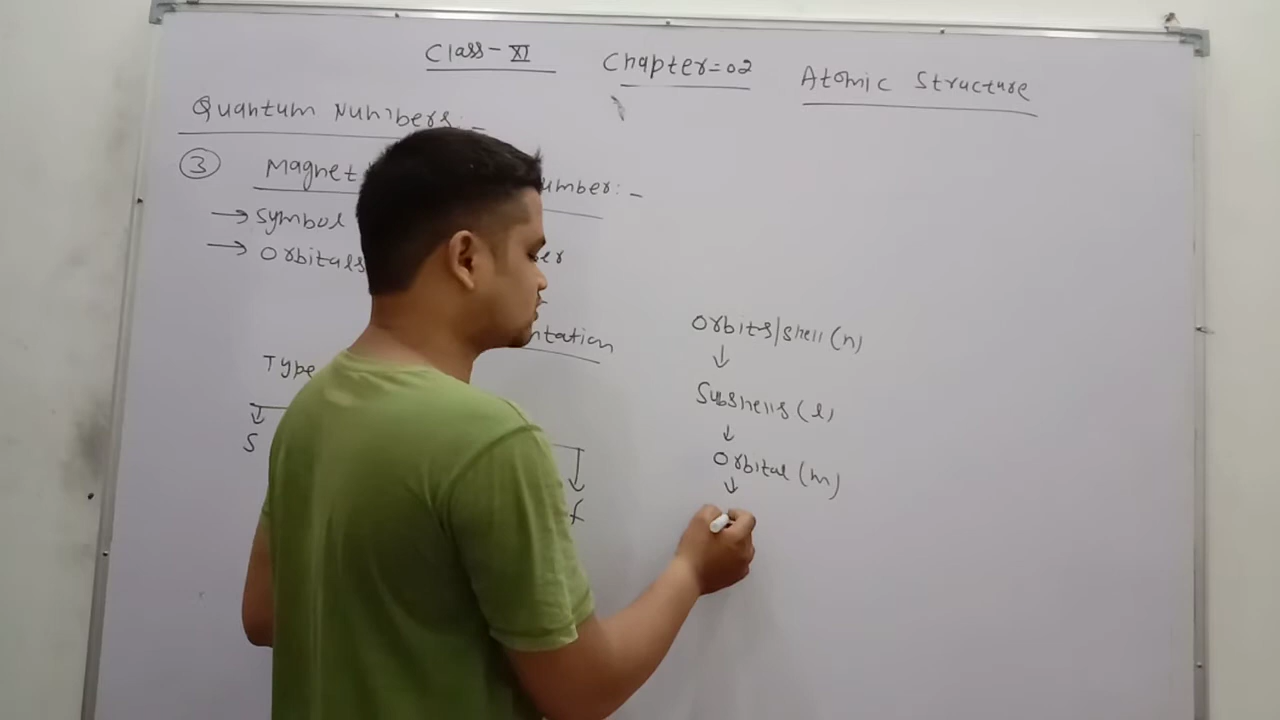 Class-XI Chapter=02 Atomic Structure
Quantum Numbers:-
3 Magnet umber:-
→ Symbol
→ Orbitals ber
ntation
Type
↓ ↓
s f
Orbits/shell(n)
↓
Subshells(l)
↓
Orbital(m)
↓